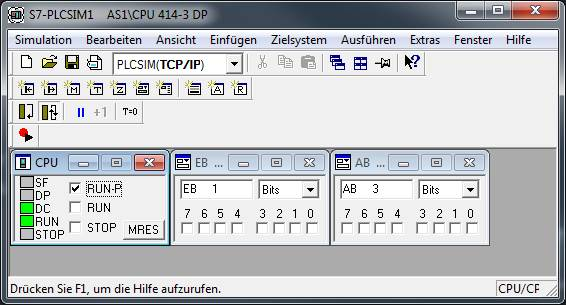 S7-PLCSIM1 AS1\CPU 414-3 DP
Simulation Bearbeiten Ansicht Einfügen Zielsystem Ausführen Extras Fenster Hilfe
PLCSIM(TCP/IP)
+1 T=0
CPU
SF
DP
DC
RUN
STOP
RUN-P
RUN
STOP
MRES
EB ...
EB 1 Bits
7 6 5 4 3 2 1 0
AB ...
AB 3 Bits
7 6 5 4 3 2 1 0
Drücken Sie F1, um die Hilfe aufzurufen. CPU/CF